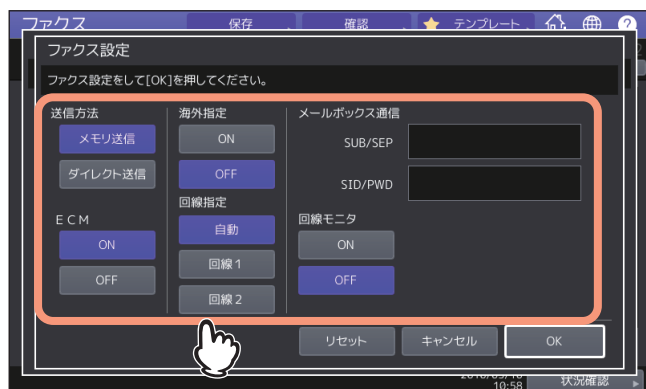 ファクス
保存
確認
テンプレート
?
ファクス設定
ファクス設定をして[OK]を押してください。
送信方法
メモリ送信
ダイレクト送信
ECM
ON
OFF
海外指定
ON
OFF
回線指定
自動
回線1
回線2
メールボックス通信
SUB/SEP
SID/PWD
回線モニタ
ON
OFF
リセット
キャンセル
OK
10:58
状況確認